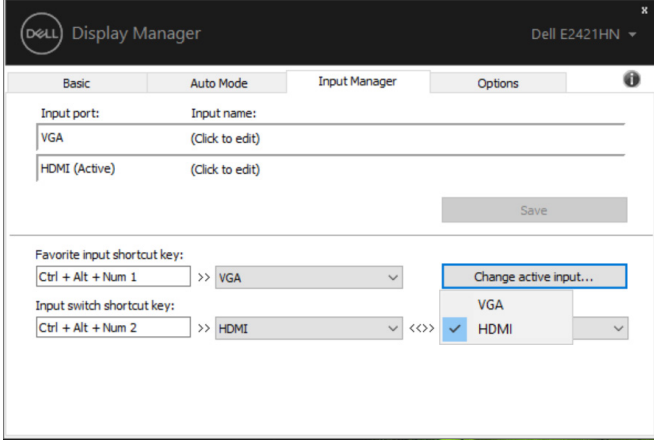 x
DELL Display Manager Dell E2421HN
Basic Auto Mode Input Manager Options i
Input port: Input name:
VGA (Click to edit)
HDMI (Active) (Click to edit)
Save
Favorite input shortcut key:
Ctrl + Alt + Num 1 >> VGA Change active input...
Input switch shortcut key:
VGA
Ctrl + Alt + Num 2 >> HDMI <<>> HDMI